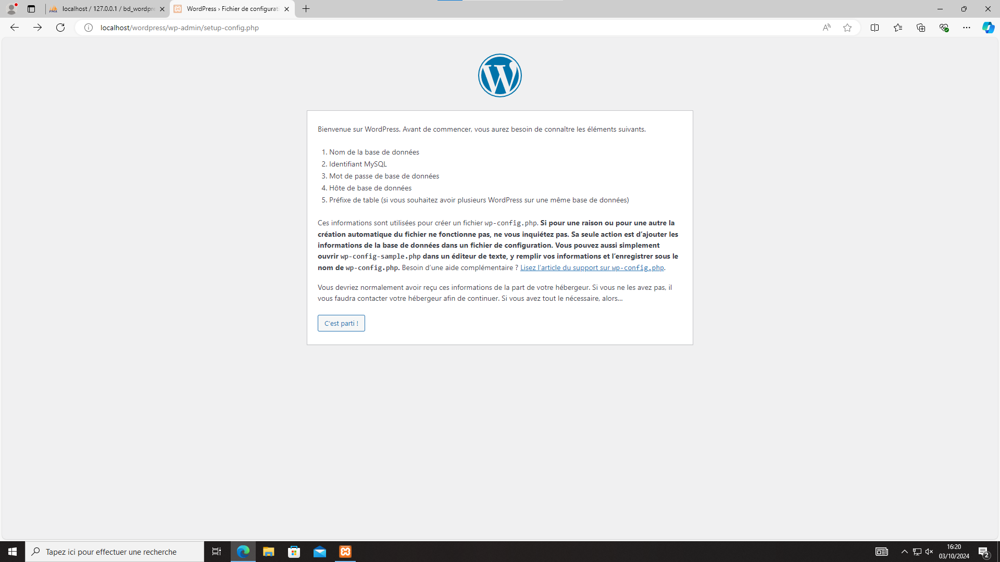 localhost / 127.0.0.1 / bd_wordpre
WordPress › Fichier de configurati
localhost/wordpress/wp-admin/setup-config.php
Bienvenue sur WordPress. Avant de commencer, vous aurez besoin de connaître les éléments suivants.
1. Nom de la base de données
2. Identifiant MySQL
3. Mot de passe de base de données
4. Hôte de base de données
5. Préfixe de table (si vous souhaitez avoir plusieurs WordPress sur une même base de données)
Ces informations sont utilisées pour créer un fichier wp-config.php. Si pour une raison ou pour une autre la
création automatique du fichier ne fonctionne pas, ne vous inquiétez pas. Sa seule action est d’ajouter les
informations de la base de données dans un fichier de configuration. Vous pouvez aussi simplement
ouvrir wp-config-sample.php dans un éditeur de texte, y remplir vos informations et l’enregistrer sous le
nom de wp-config.php. Besoin d’une aide complémentaire ? Lisez l’article du support sur wp-config.php.
Vous devriez normalement avoir reçu ces informations de la part de votre hébergeur. Si vous ne les avez pas, il
vous faudra contacter votre hébergeur afin de continuer. Si vous avez tout le nécessaire, alors…
C’est parti !
Tapez ici pour effectuer une recherche
16:20
03/10/2024
2